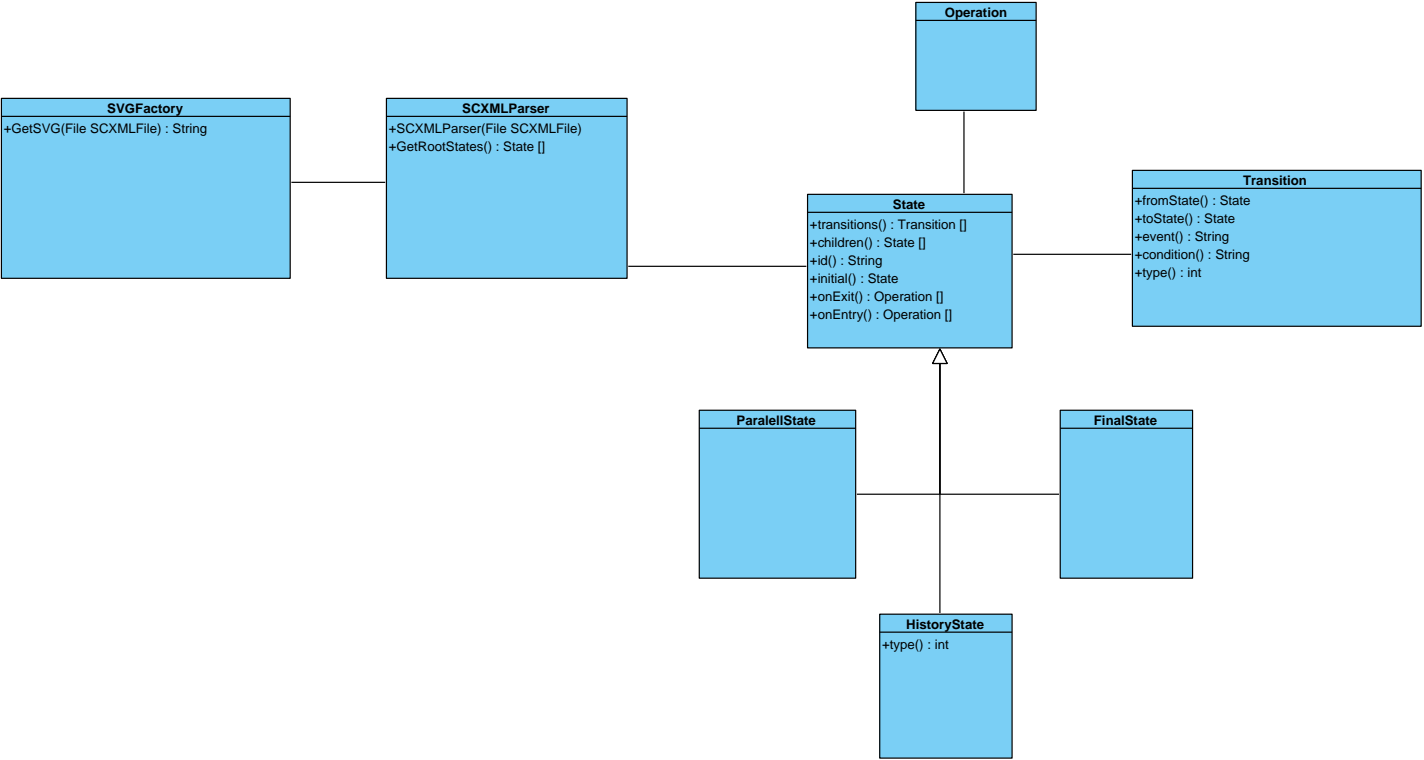 Operation
SVGFactory
+GetSVG(File SCXMLFile) : String
SCXMLParser
+SCXMLParser(File SCXMLFile)
+GetRootStates() : State []
State
+transitions() : Transition []
+children() : State []
+id() : String
+initial() : State
+onExit() : Operation []
+onEntry() : Operation []
Transition
+fromState() : State
+toState() : State
+event() : String
+condition() : String
+type() : int
ParalellState
FinalState
HistoryState
+type() : int